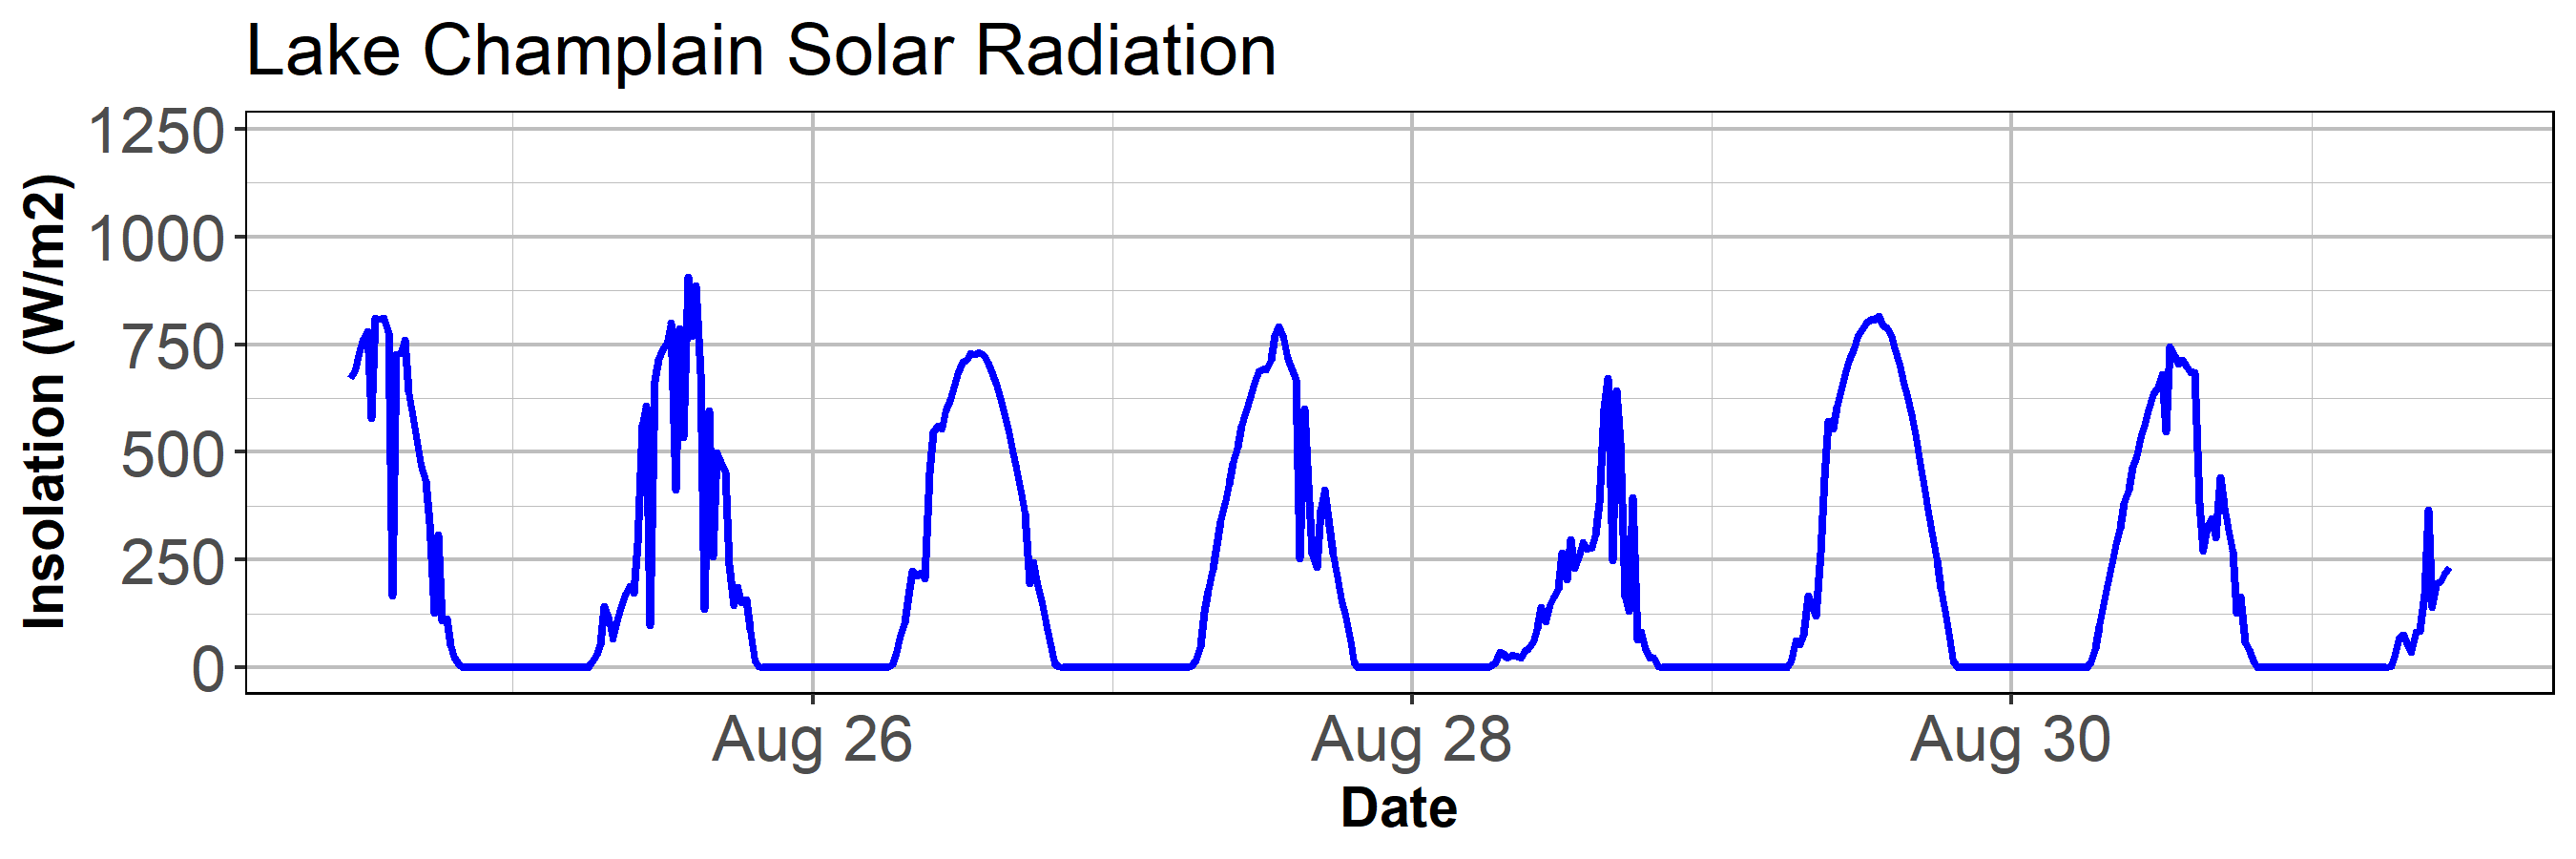 Lake Champlain Solar Radiation
Insolation (W/m2)
1250
1000
750
500
250
0
Aug 26 Aug 28 Aug 30
Date